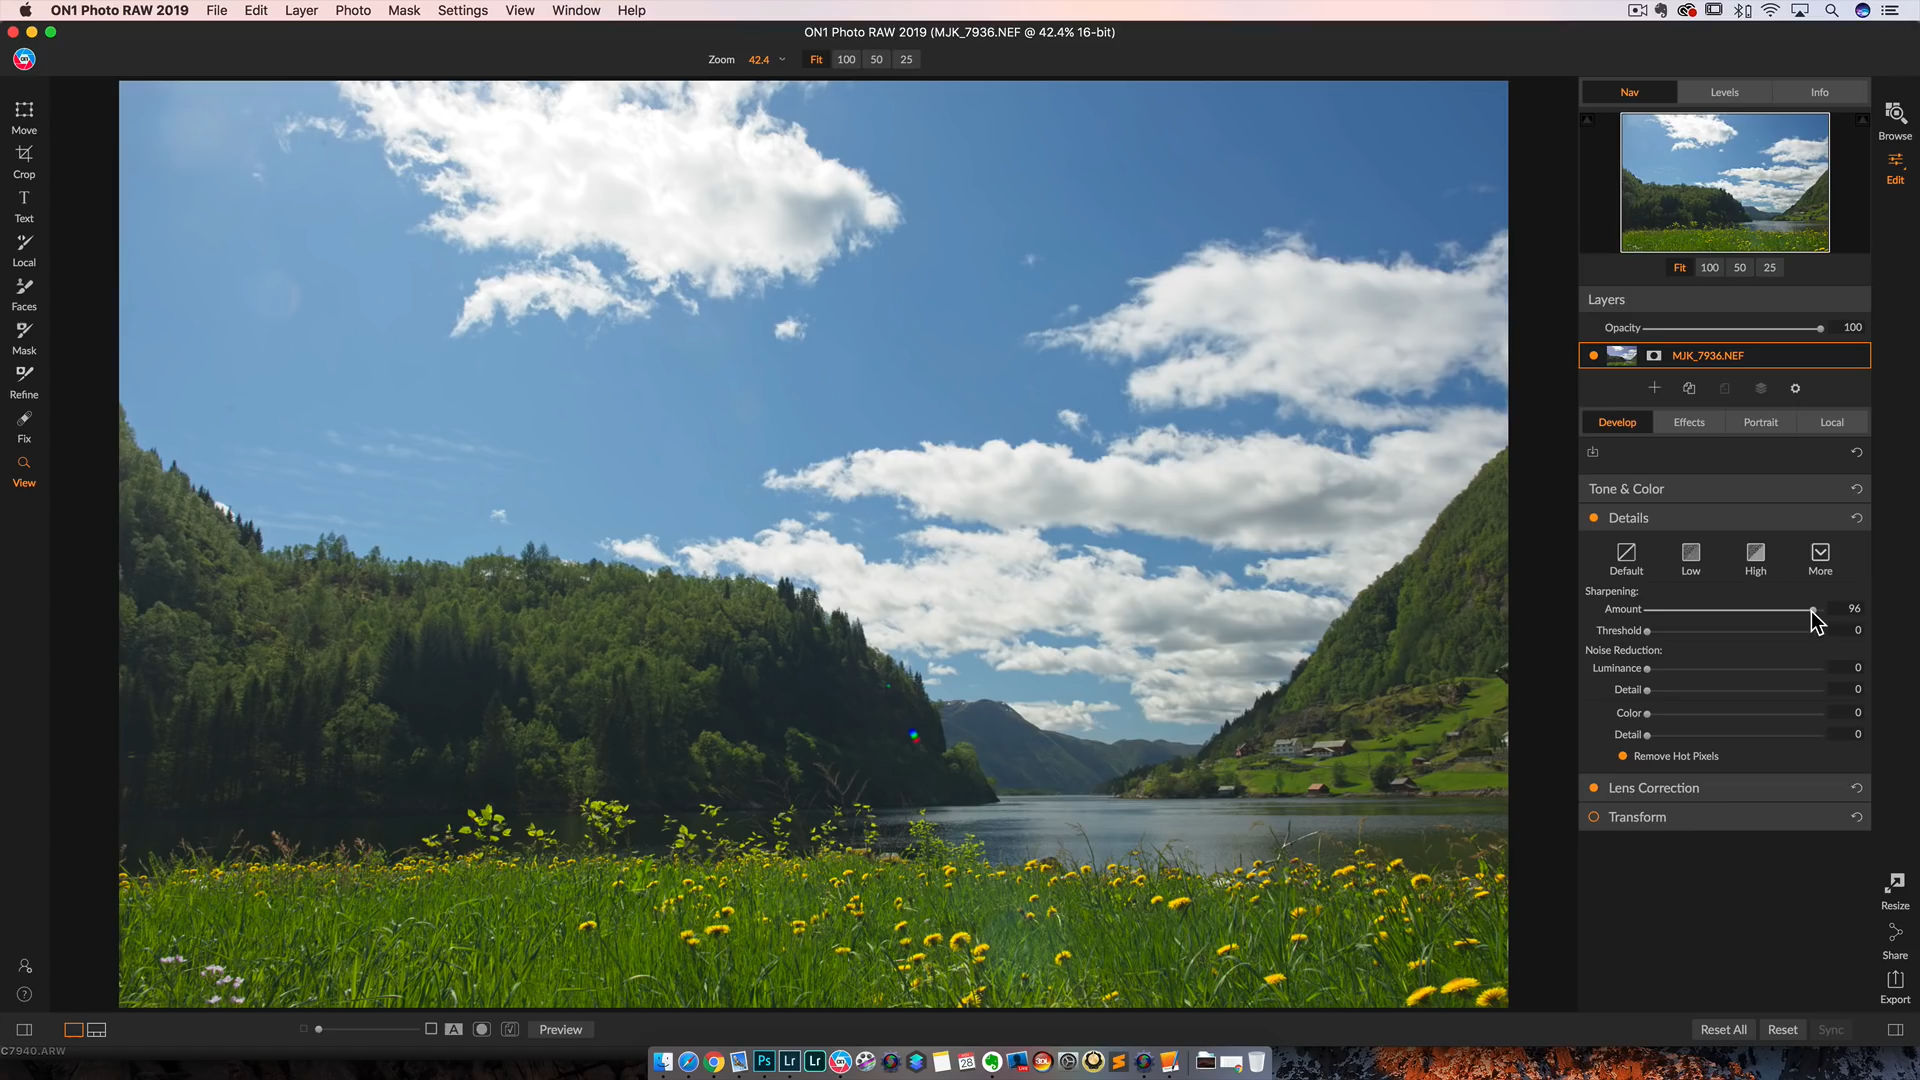 ON1 Photo RAW 2019 File Edit Layer Photo Mask Settings View Window Help
ON1 Photo RAW 2019 (MJK_7936.NEF @ 42.4% 16-bit)
Zoom 42.4 Fit 100 50 25
Move
Crop
Text
Local
Faces
Mask
Refine
Fix
View
Nav Levels Info
Fit 100 50 25
Browse
Edit
Layers
Opacity 100
MJK_7936.NEF
Develop Effects Portrait Local
Tone & Color
Details
Default Low High More
Sharpening:
Amount 96
Threshold 0
Noise Reduction:
Luminance 0
Detail 0
Color 0
Detail 0
Remove Hot Pixels
Lens Correction
Transform
Resize
Share
Export
A Preview
Reset All Reset Sync
C7940.ARW
Ps Lr Lr 28